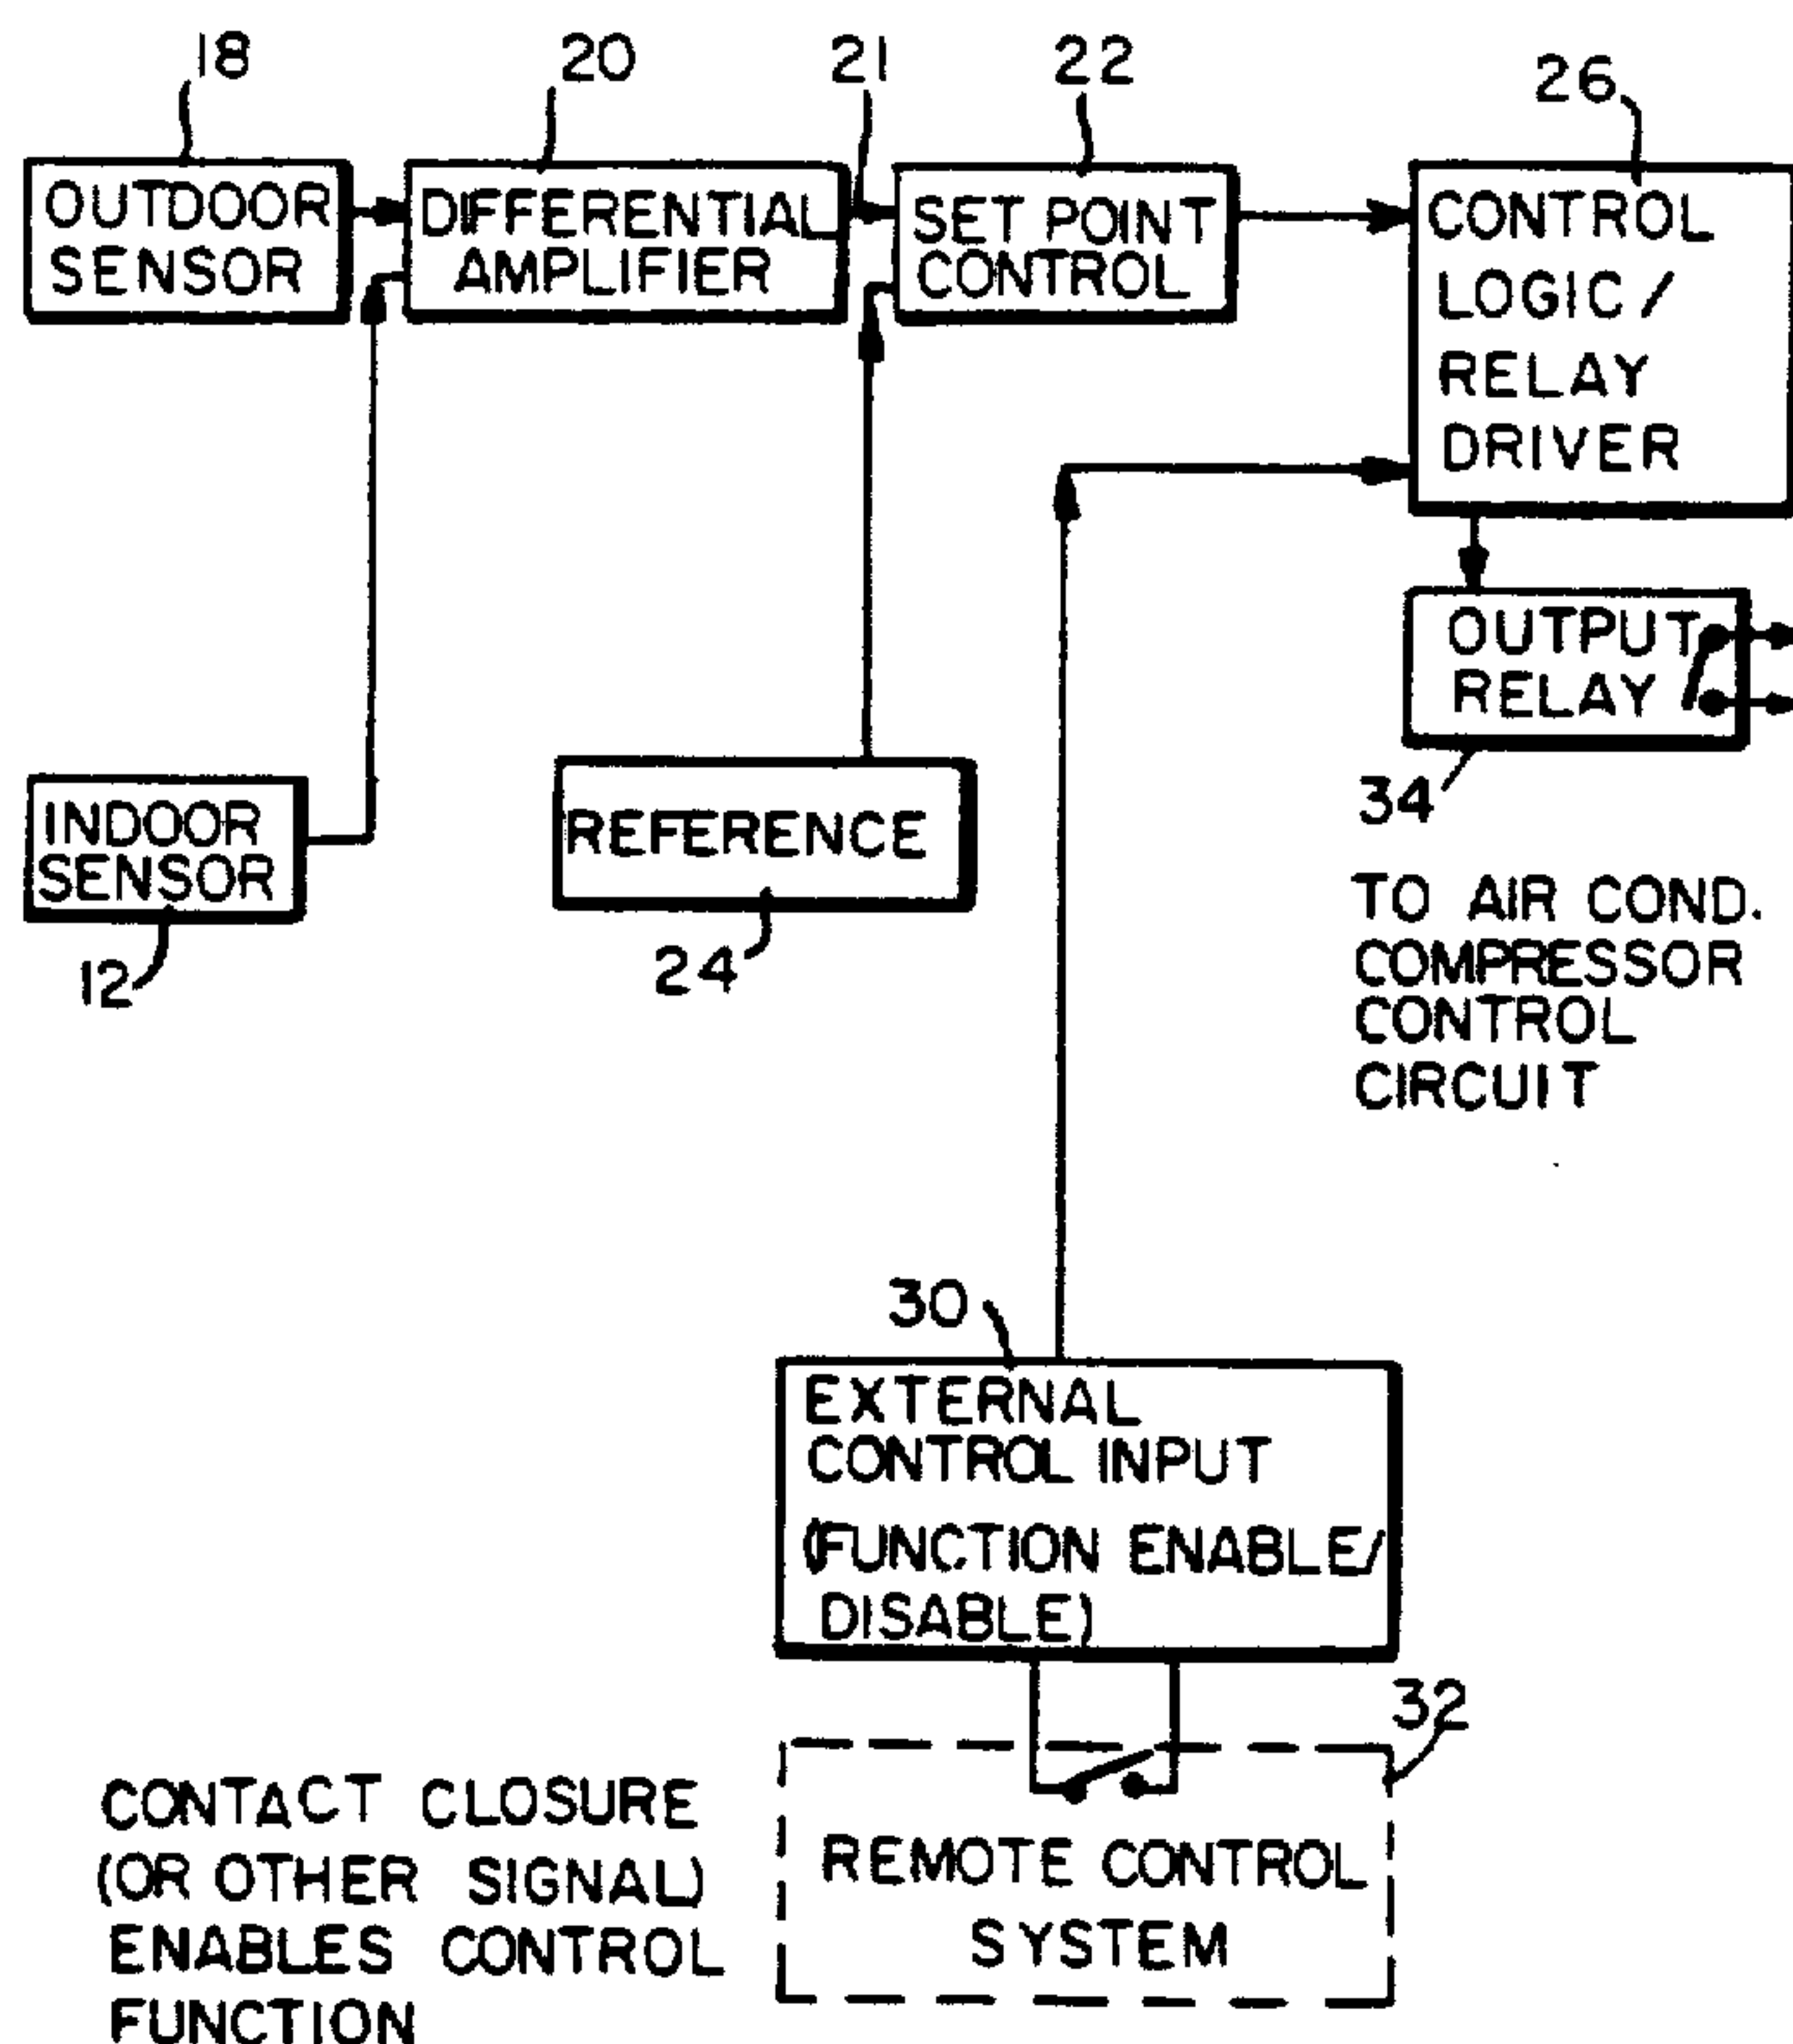 18
20
21
22
26
OUTDOOR
SENSOR
DIFFERENTIAL
AMPLIFIER
SET POINT
CONTROL
CONTROL
LOGIC /
RELAY
DRIVER
OUTPUT
RELAY
34
INDOOR
SENSOR
12
REFERENCE
24
TO AIR COND.
COMPRESSOR
CONTROL
CIRCUIT
30
EXTERNAL
CONTROL INPUT
(FUNCTION ENABLE/
DISABLE)
32
REMOTE CONTROL
SYSTEM
CONTACT CLOSURE
(OR OTHER SIGNAL)
ENABLES CONTROL
FUNCTION